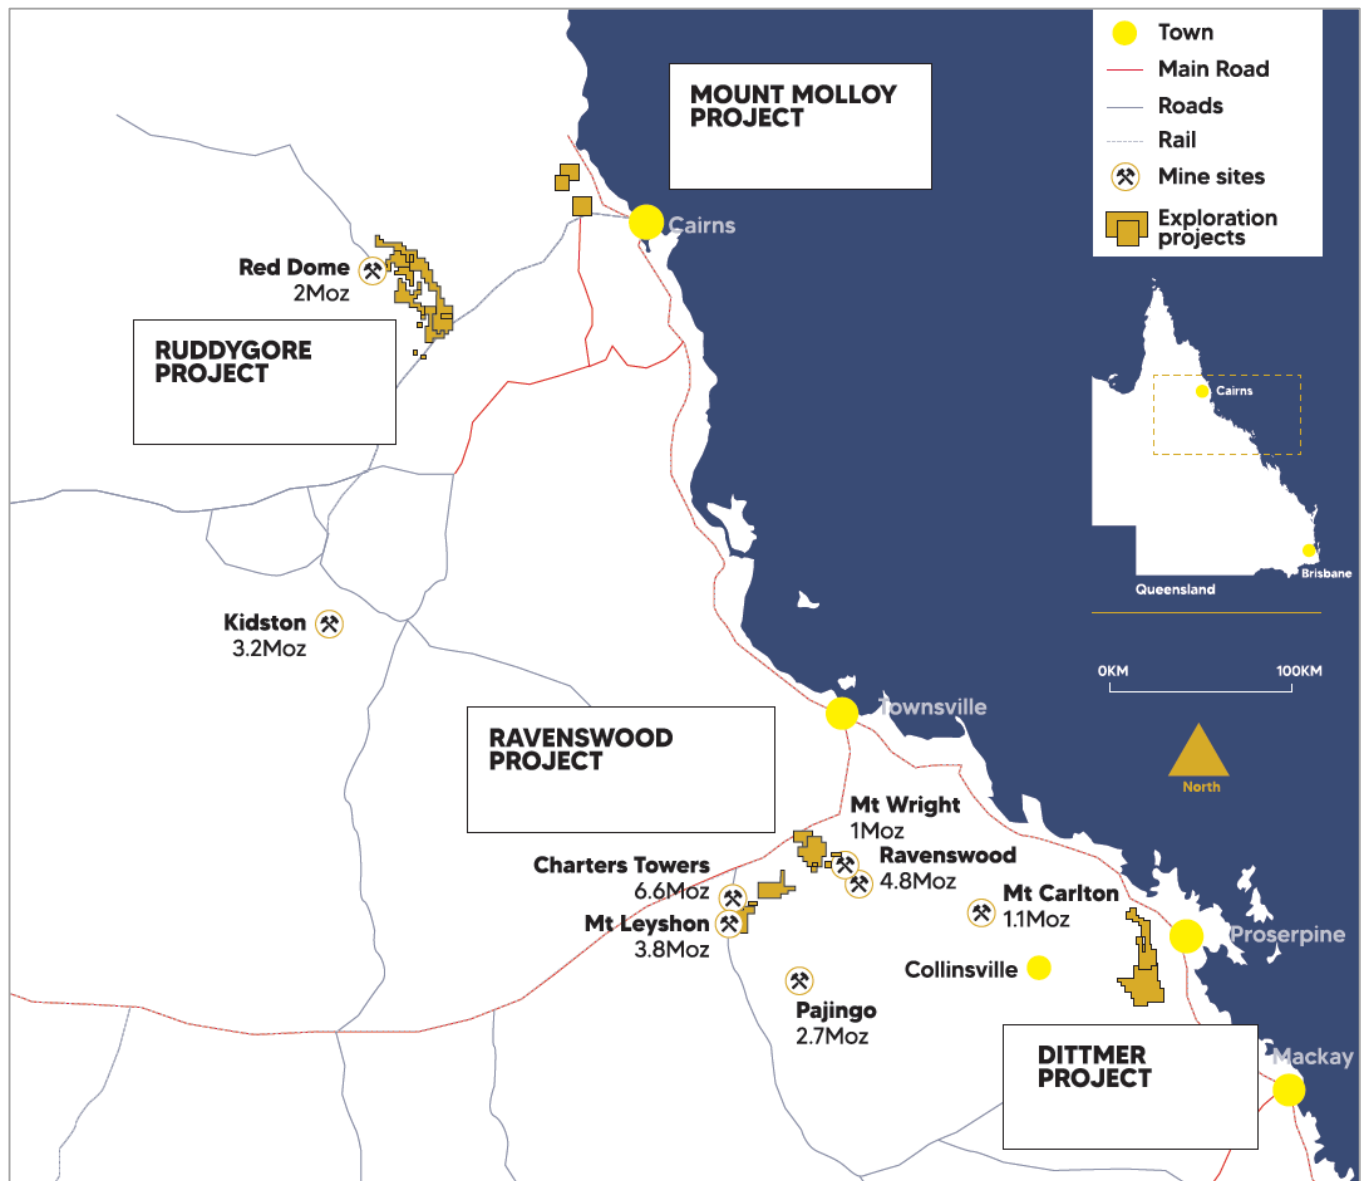 Town
Main Road
Roads
Rail
Mine sites
Exploration
projects
MOUNT MOLLOY
PROJECT
Cairns
Red Dome
2Moz
RUDDYGORE
PROJECT
Cairns
Brisbane
Queensland
0KM
100KM
North
Kidston
3.2Moz
Townsville
RAVENSWOOD
PROJECT
Mt Wright
1Moz
Ravenswood
4.8Moz
Charters Towers
6.6Moz
Mt Leyshon
3.8Moz
Mt Carlton
1.1Moz
Proserpine
Collinsville
Pajingo
2.7Moz
DITTMER
PROJECT
Mackay